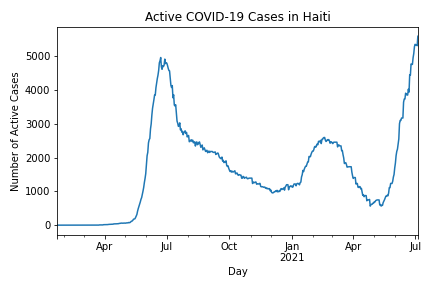 Active COVID-19 Cases in Haiti
Number of Active Cases
5000
4000
3000
2000
1000
0
Apr
Jul
Oct
Jan
2021
Apr
Jul
Day